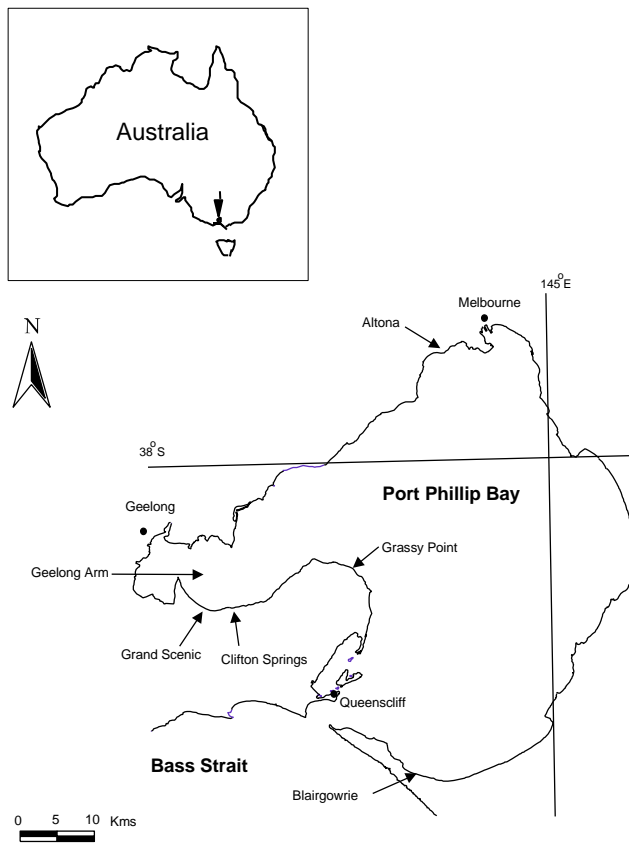 Australia
145°E
Melbourne
Altona
N
38°S
Port Phillip Bay
Geelong
Grassy Point
Geelong Arm
Grand Scenic
Clifton Springs
Queenscliff
Bass Strait
Blairgowrie
0 5 10 Kms